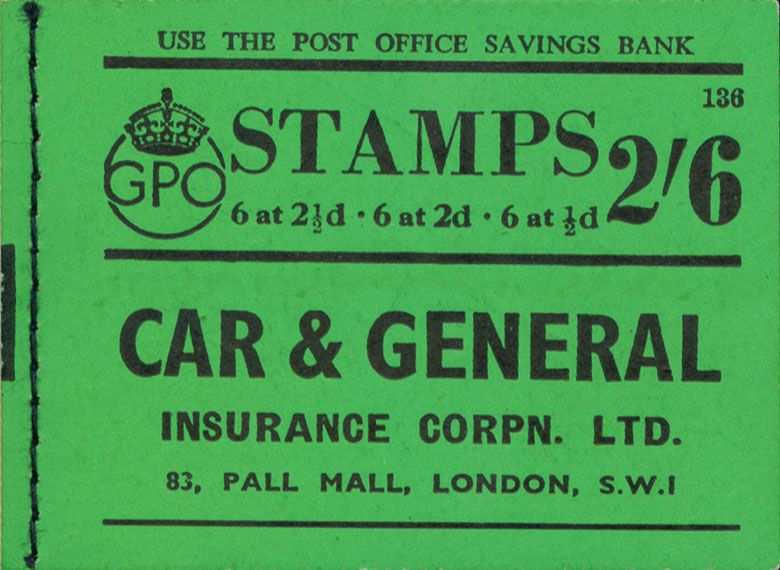 USE THE POST OFFICE SAVINGS BANK
136
GPO
STAMPS 2/6
6 at 2½d · 6 at 2d · 6 at ½d
CAR & GENERAL
INSURANCE CORPN. LTD.
83, PALL MALL, LONDON, S.W.1